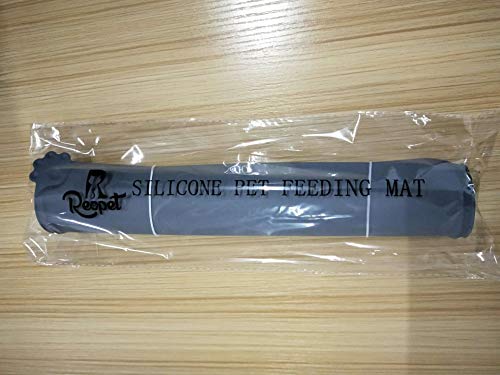 Reopet
SILICONE PET FEEDING MAT